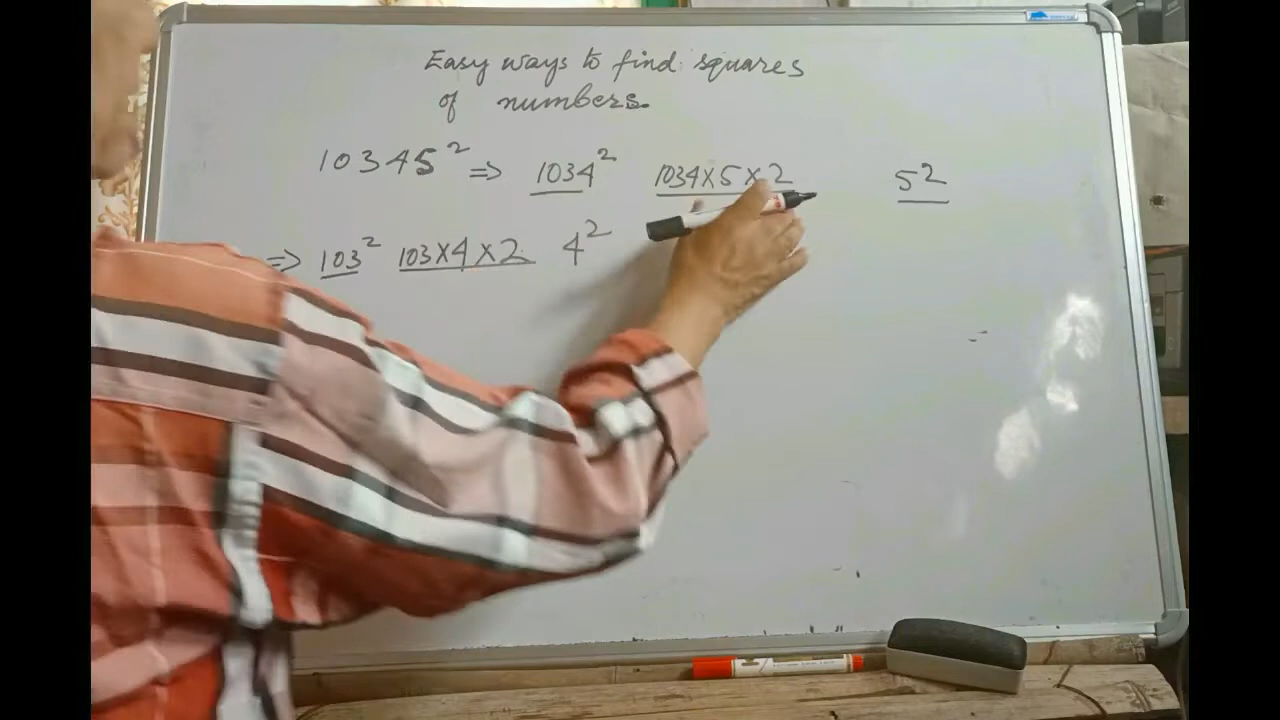 Easy ways to find squares
of numbers.
10345² ⇒ 1034² 1034×5×2 5²
⇒ 103² 103×4×2 4²